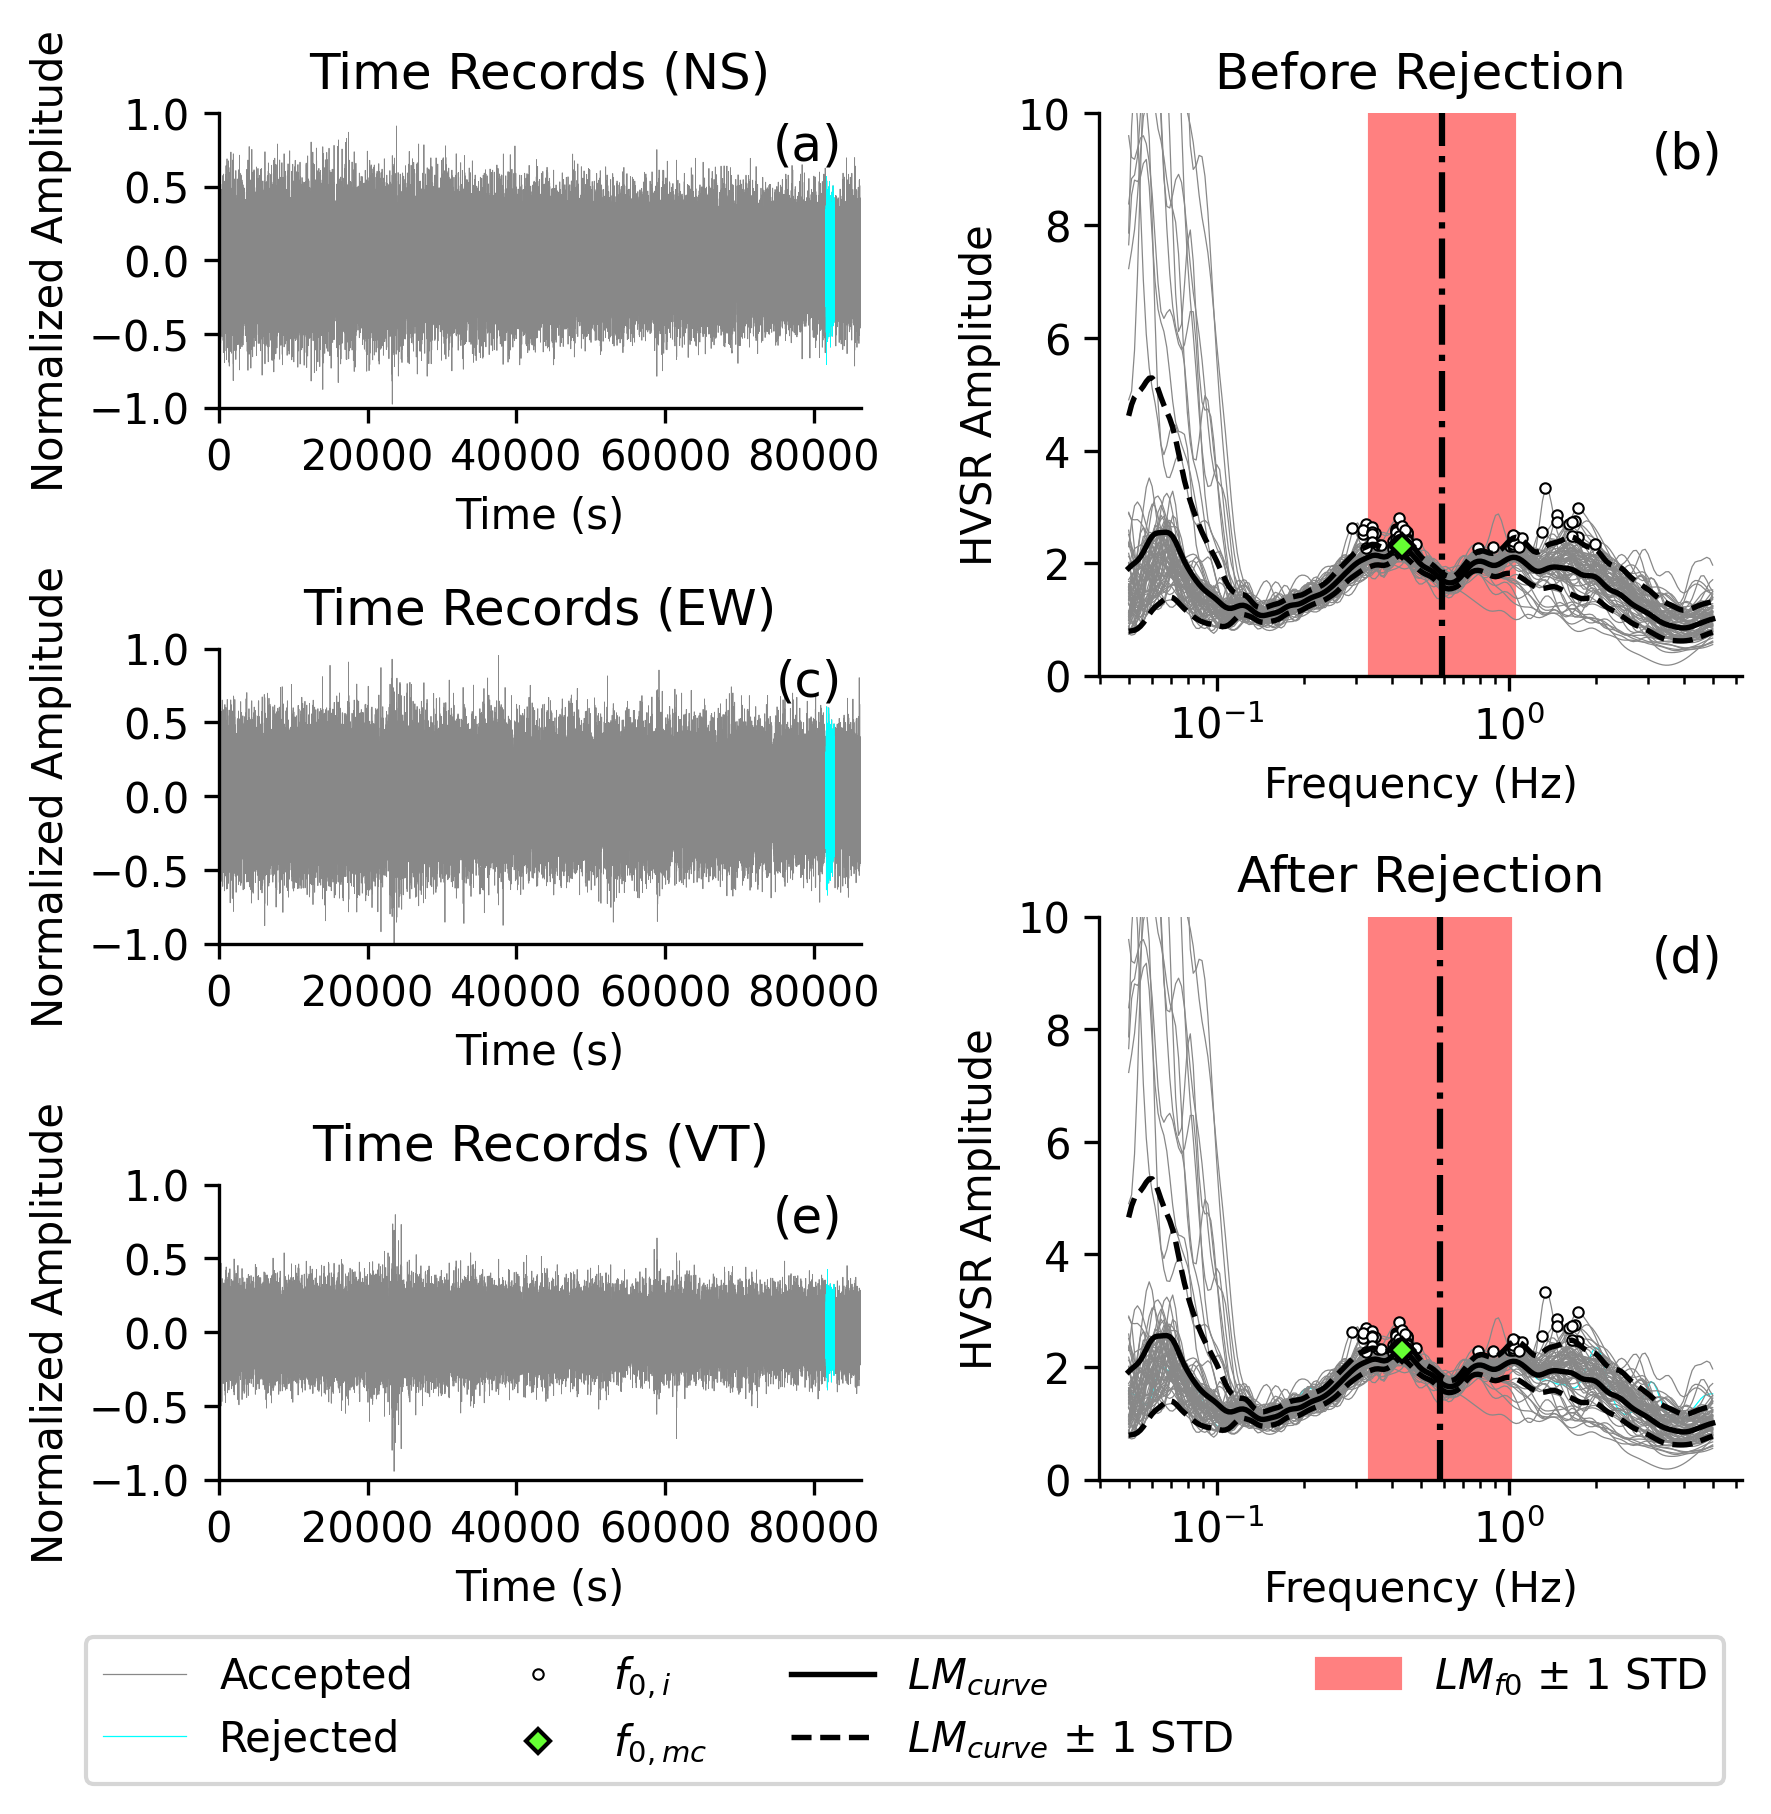 Time Records (NS)
Normalized Amplitude
1.0
0.5
0.0
−0.5
−1.0
(a)
0 20000 40000 60000 80000
Time (s)
Before Rejection
HVSR Amplitude
10
8
6
4
2
0
(b)
10⁻¹ 10⁰
Frequency (Hz)
Time Records (EW)
Normalized Amplitude
1.0
0.5
0.0
−0.5
−1.0
(c)
0 20000 40000 60000 80000
Time (s)
After Rejection
HVSR Amplitude
10
8
6
4
2
0
(d)
10⁻¹ 10⁰
Frequency (Hz)
Time Records (VT)
Normalized Amplitude
1.0
0.5
0.0
−0.5
−1.0
(e)
0 20000 40000 60000 80000
Time (s)
Accepted
Rejected
f0,i
f0,mc
LMcurve
LMcurve ± 1 STD
LMf0 ± 1 STD